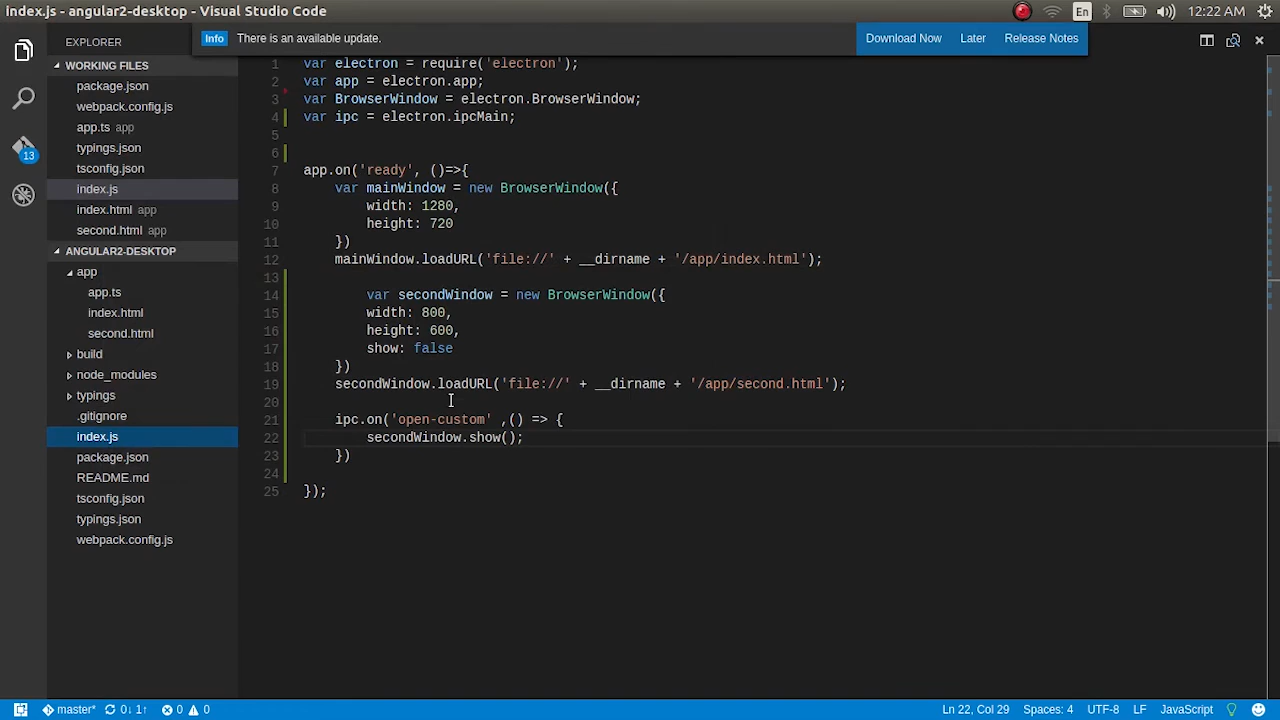 index.js - angular2-desktop - Visual Studio Code
En
12:22 AM
EXPLORER
Info There is an available update.
Download Now Later Release Notes
WORKING FILES
package.json
webpack.config.js
app.ts app
typings.json
tsconfig.json
index.js
index.html app
second.html app
ANGULAR2-DESKTOP
app
app.ts
index.html
second.html
build
node_modules
typings
.gitignore
index.js
package.json
README.md
tsconfig.json
typings.json
webpack.config.js
13
1 var electron = require('electron');
2 var app = electron.app;
3 var BrowserWindow = electron.BrowserWindow;
4 var ipc = electron.ipcMain;
5
6
7 app.on('ready', ()=>{
8 var mainWindow = new BrowserWindow({
9 width: 1280,
10 height: 720
11 })
12 mainWindow.loadURL('file://' + __dirname + '/app/index.html');
13
14 var secondWindow = new BrowserWindow({
15 width: 800,
16 height: 600,
17 show: false
18 })
19 secondWindow.loadURL('file://' + __dirname + '/app/second.html');
20
21 ipc.on('open-custom' ,() => {
22 secondWindow.show();
23 })
24
25 });
master* 0↓ 1↑ 0 0
Ln 22, Col 29 Spaces: 4 UTF-8 LF JavaScript